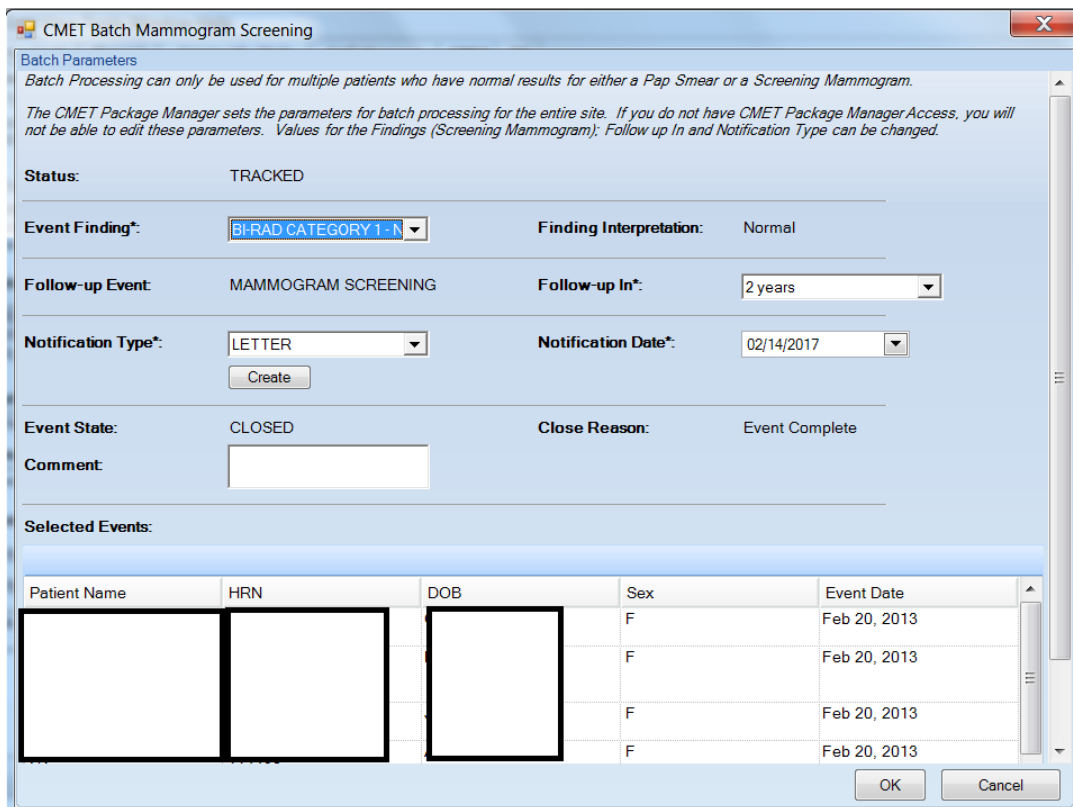 CMET Batch Mammogram Screening
Batch Parameters
Batch Processing can only be used for multiple patients who have normal results for either a Pap Smear or a Screening Mammogram.
The CMET Package Manager sets the parameters for batch processing for the entire site. If you do not have CMET Package Manager Access, you will
not be able to edit these parameters. Values for the Findings (Screening Mammogram); Follow up In and Notification Type can be changed.
Status: TRACKED
Event Finding*: BI-RAD CATEGORY 1 - N Finding Interpretation: Normal
Follow-up Event: MAMMOGRAM SCREENING Follow-up In*: 2 years
Notification Type*: LETTER Notification Date*: 02/14/2017
Create
Event State: CLOSED Close Reason: Event Complete
Comment:
Selected Events:
Patient Name HRN DOB Sex Event Date
F Feb 20, 2013
F Feb 20, 2013
F Feb 20, 2013
F Feb 20, 2013
OK Cancel